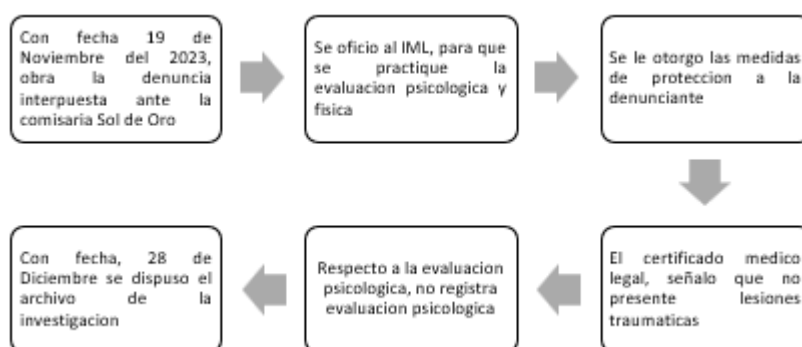 Con fecha 19 de
Noviembre del 2023,
obra la denuncia
interpuesta ante la
comisaria Sol de Oro
Se oficio al IML, para que
se practique la
evaluacion psicologica y
fisica
Se le otorgo las medidas
de proteccion a la
denunciante
El certificado medico
legal, señalo que no
presente lesiones
traumaticas
Respecto a la evaluacion
psicologica, no registra
evaluacion psicologica
Con fecha, 28 de
Diciembre se dispuso el
archivo de la
investigacion